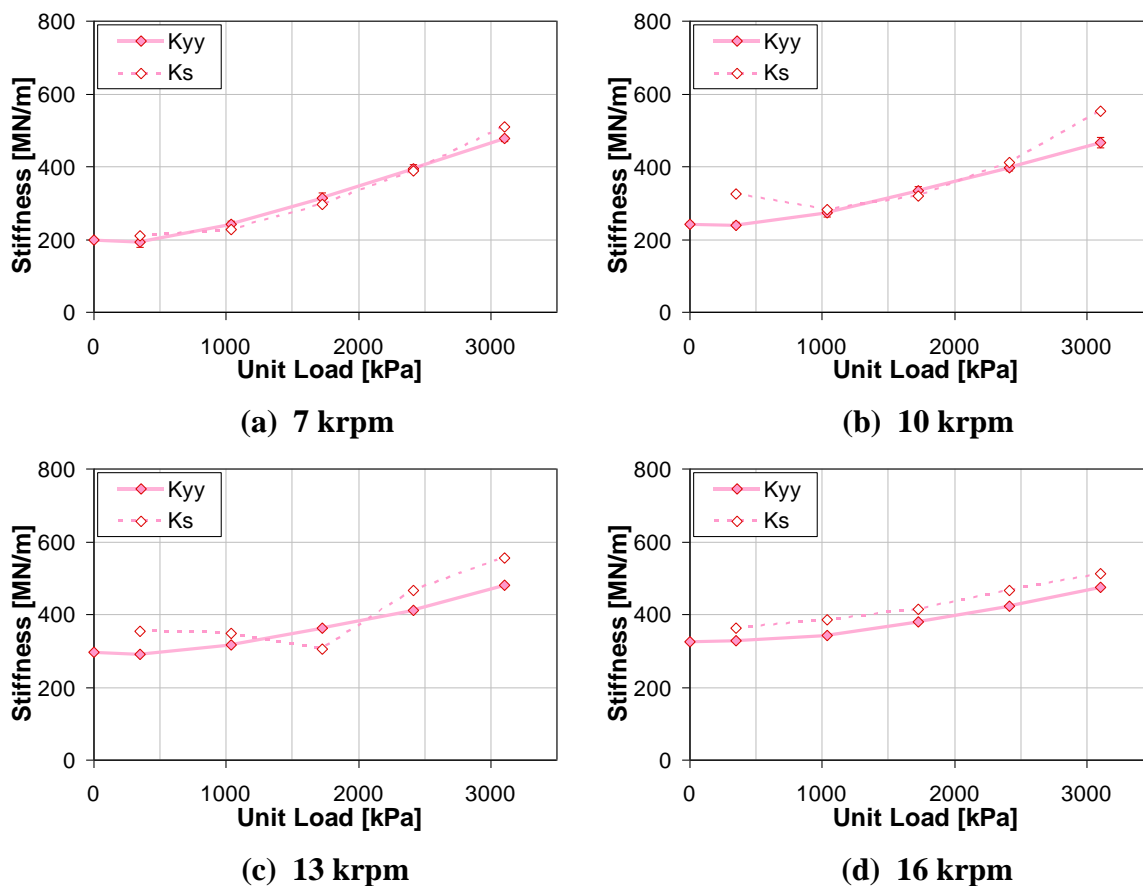 800
600
400
200
0
Stiffness [MN/m]
Kyy
Ks
0 1000 2000 3000
Unit Load [kPa]
(a) 7 krpm
800
600
400
200
0
Stiffness [MN/m]
Kyy
Ks
0 1000 2000 3000
Unit Load [kPa]
(b) 10 krpm
800
600
400
200
0
Stiffness [MN/m]
Kyy
Ks
0 1000 2000 3000
Unit Load [kPa]
(c) 13 krpm
800
600
400
200
0
Stiffness [MN/m]
Kyy
Ks
0 1000 2000 3000
Unit Load [kPa]
(d) 16 krpm